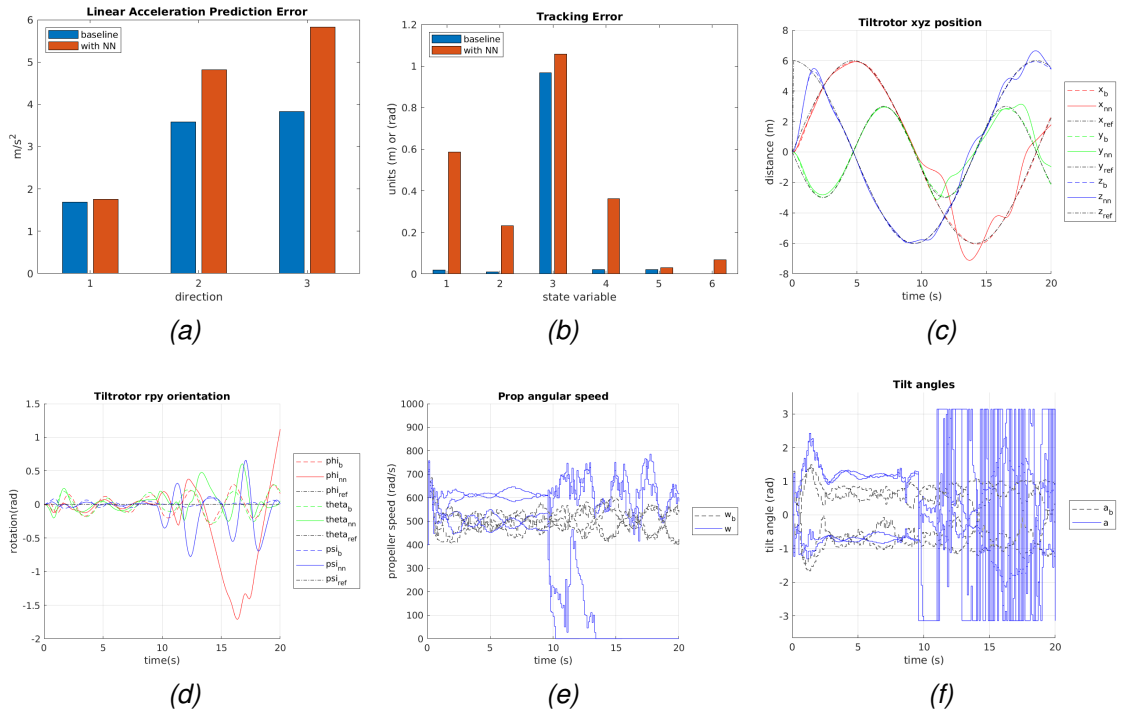 Linear Acceleration Prediction Error
baseline
with NN
m/s²
6
5
4
3
2
1
0
1 2 3
direction
(a)
Tracking Error
baseline
with NN
units (m) or (rad)
1.2
1
0.8
0.6
0.4
0.2
0
1 2 3 4 5 6
state variable
(b)
Tiltrotor xyz position
distance (m)
8
6
4
2
0
-2
-4
-6
-8
0 5 10 15 20
time (s)
x_b
x_nn
x_ref
y_b
y_nn
y_ref
z_b
z_nn
z_ref
(c)
Tiltrotor rpy orientation
rotation(rad)
1.5
1
0.5
0
-0.5
-1
-1.5
-2
0 5 10 15 20
time(s)
phi_b
phi_nn
phi_ref
theta_b
theta_nn
theta_ref
psi_b
psi_nn
psi_ref
(d)
Prop angular speed
propeller speed (rad/s)
1000
900
800
700
600
500
400
300
200
100
0
0 5 10 15 20
time (s)
w_b
w
(e)
Tilt angles
tilt angle (rad)
3
2
1
0
-1
-2
-3
0 5 10 15 20
time (s)
a_b
a
(f)